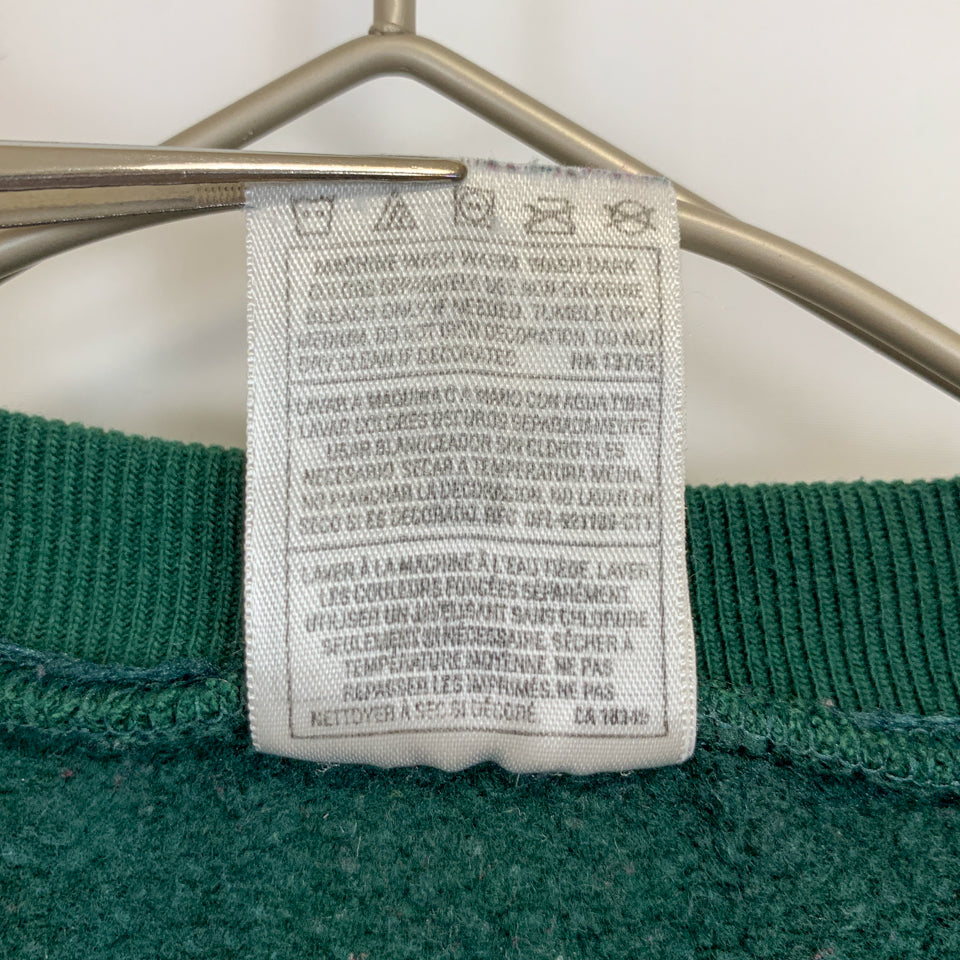 MACHINE WASH WARM, WASH DARK
COLORS SEPARATELY, USE NON-CHLORINE
BLEACH ONLY IF NEEDED. TUMBLE DRY
MEDIUM. DO NOT IRON DECORATION. DO NOT
DRY CLEAN IF DECORATED. RN 13765
LAVAR A MAQUINA O A MANO CON AGUA TIBIA.
LAVAR COLORES OSCUROS SEPARADAMENTE
USAR BLANQUEADOR SIN CLORO SI ES
NECESARIO. SECAR A TEMPERATURA MEDIA
NO PLANCHAR LA DECORACION. NO LAVAR EN
SECO SI ES DECORADO.
LAVER À LA MACHINE À L'EAU TIÈDE. LAVER
LES COULEURS FONCÉES SÉPARÉMENT.
UTILISER UN JAVELISANT SANS CHLORURE
SEULEMENT SI NÉCESSAIRE. SÉCHER A
TEMPÉRATURE MOYENNE. NE PAS
REPASSER LES IMPRIMÉS. NE PAS
NETTOYER A SEC SI DÉCORÉ CA